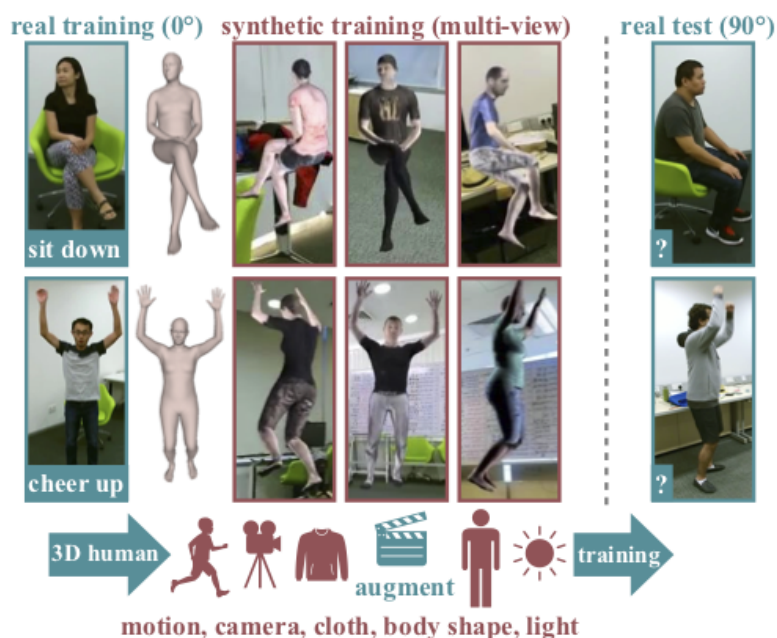 real training (0°)
synthetic training (multi-view)
real test (90°)
sit down
?
cheer up
?
3D human
augment
training
motion, camera, cloth, body shape, light